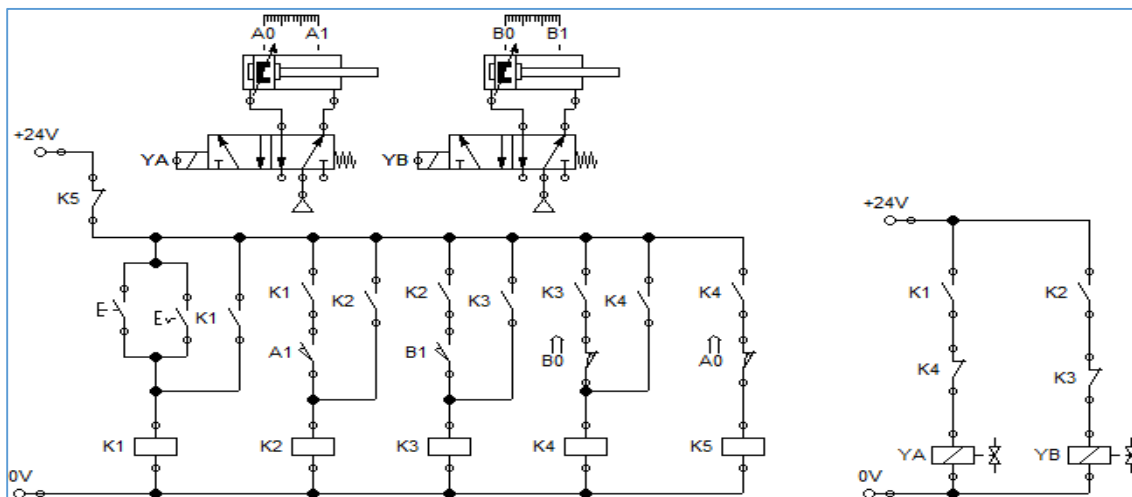 A0 A1 B0 B1
YA YB
+24V
K5
+24V
K1 K2 K2 K3 K3 K4 K4 K1 K2
E E K1
A1 B1 B0 A0
K4 K3
K1 K2 K3 K4 K5 YA YB
0V 0V